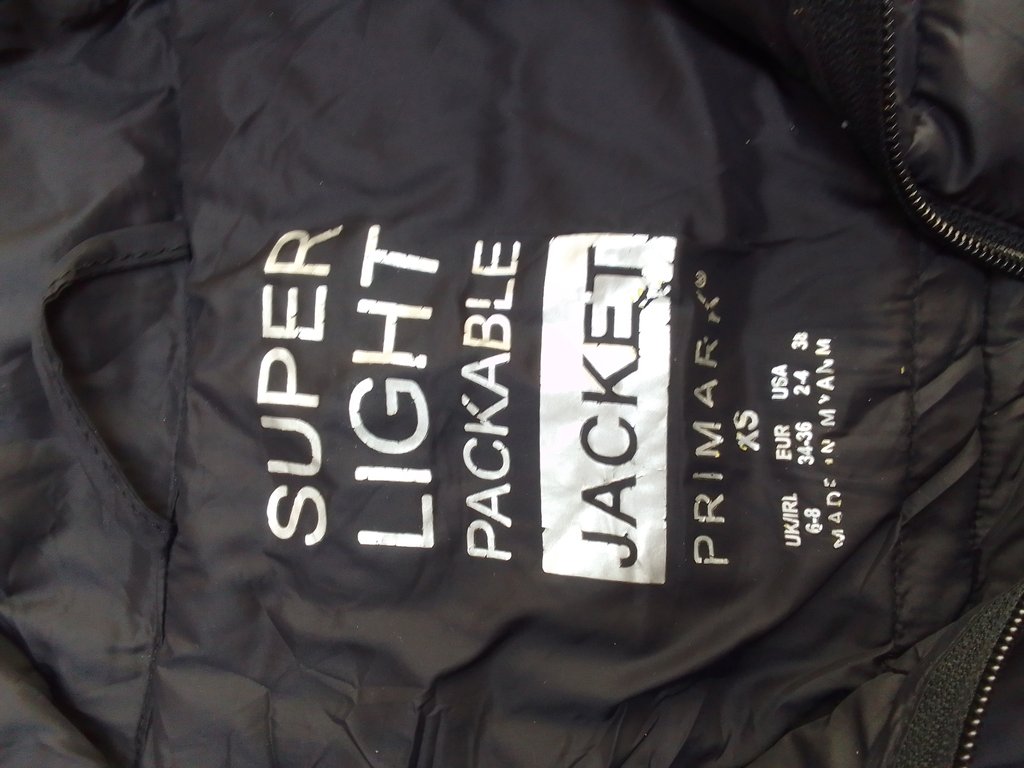 SUPER
LIGHT
PACKABLE
JACKET
PRIMARK®
XS
UK/IRL EUR USA
6-8 34-36 2-4 38
MADE IN MYANMAR